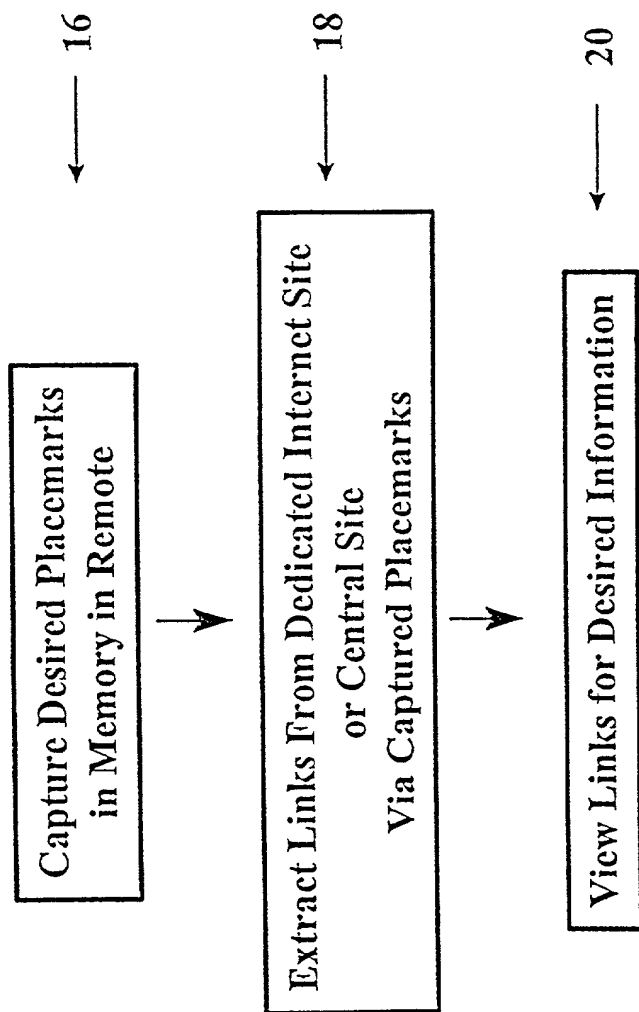 Capture Desired Placemarks
in Memory in Remote
16
Extract Links From Dedicated Internet Site
or Central Site
Via Captured Placemarks
18
View Links for Desired Information
20